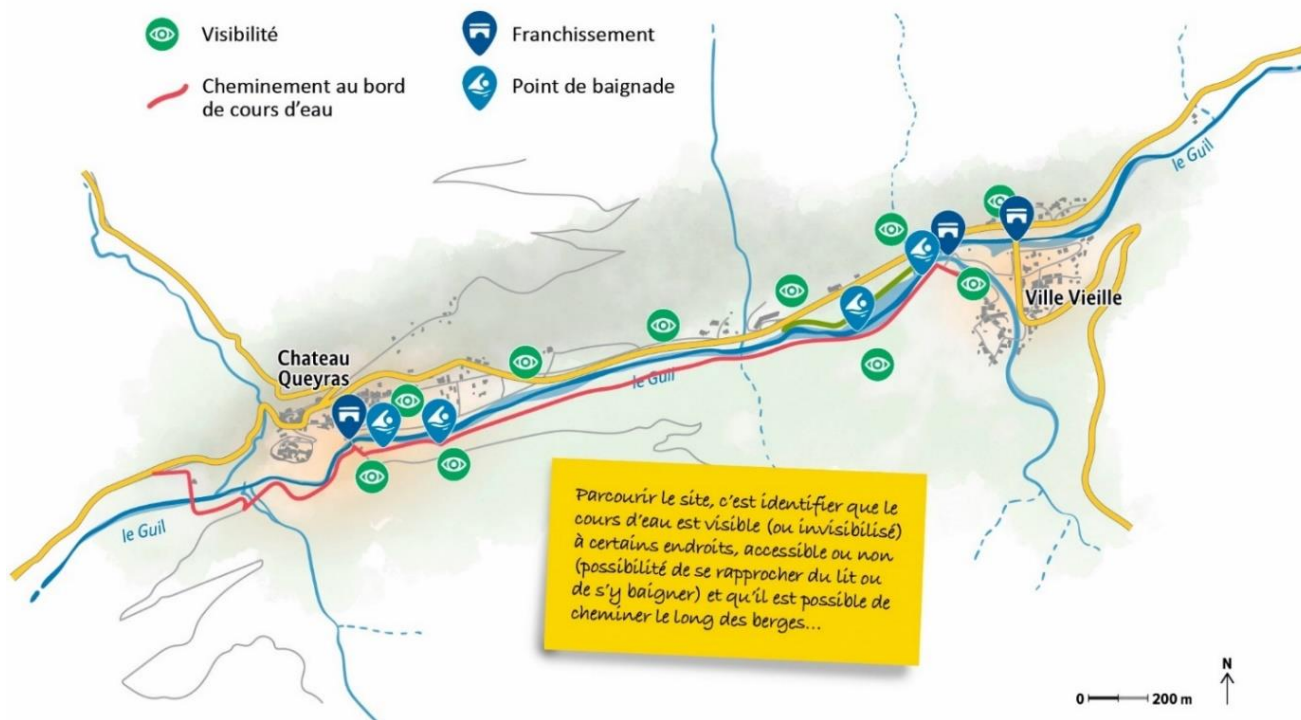 Visibilité
Franchissement
Cheminement au bord
de cours d'eau
Point de baignade
le Guil
Ville Vieille
Chateau
Queyras
le Guil
le Guil
Parcourir le site, c'est identifier que le
cours d'eau est visible (ou invisibilisé)
à certains endroits, accessible ou non
(possibilité de se rapprocher du lit ou
de s'y baigner) et qu'il est possible de
cheminer le long des berges...
N
0 200 m